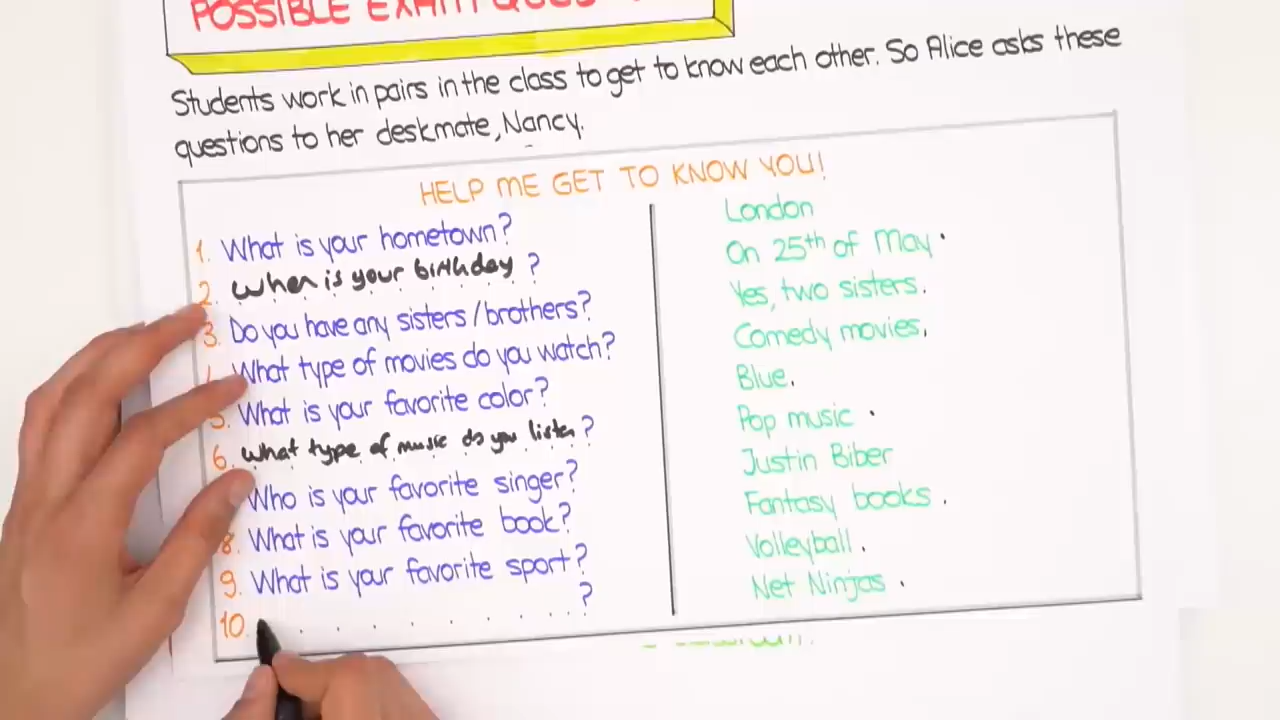 POSSIBLE EXAM
Students work in pairs in the class to get to know each other. So Alice asks these
questions to her deskmate, Nancy.
HELP ME GET TO KNOW YOU!
1. What is your hometown?
2. When is your birthday ?
3. Do you have any sisters/brothers?
What type of movies do you watch?
5. What is your favorite color?
6. What type of music do you listen ?
Who is your favorite singer?
8. What is your favorite book?
9. What is your favorite sport?
10. . . . . . . . . . ?
London
On 25th of May.
Yes, two sisters.
Comedy movies.
Blue.
Pop music.
Justin Biber
Fantasy books.
Volleyball.
Net Ninjas.